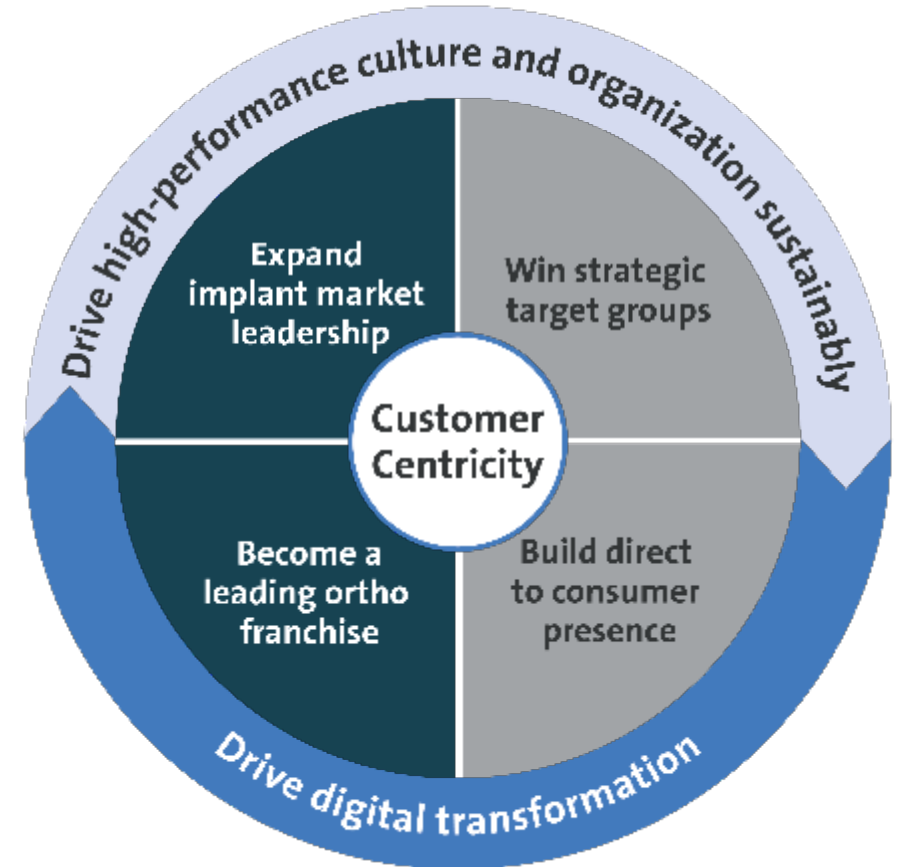 Drive high-performance culture and organization sustainably
Expand
implant market
leadership
Win strategic
target groups
Customer
Centricity
Become a
leading ortho
franchise
Build direct
to consumer
presence
Drive digital transformation